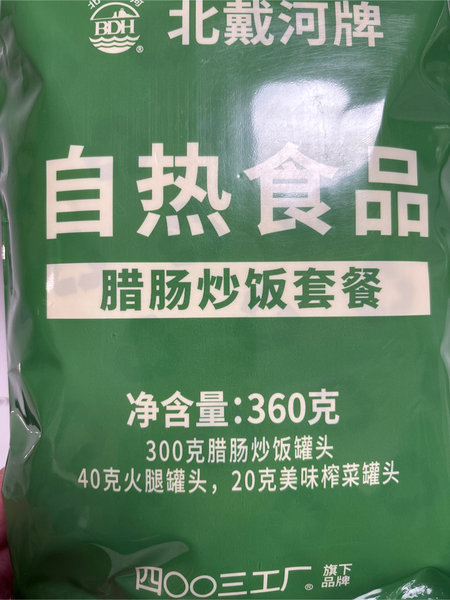 北 河
BDH®
北戴河牌
自热食品
腊肠炒饭套餐
净含量:360克
300克腊肠炒饭罐头
40克火腿罐头，20克美味榨菜罐头
四〇〇三工厂® 旗下
品牌